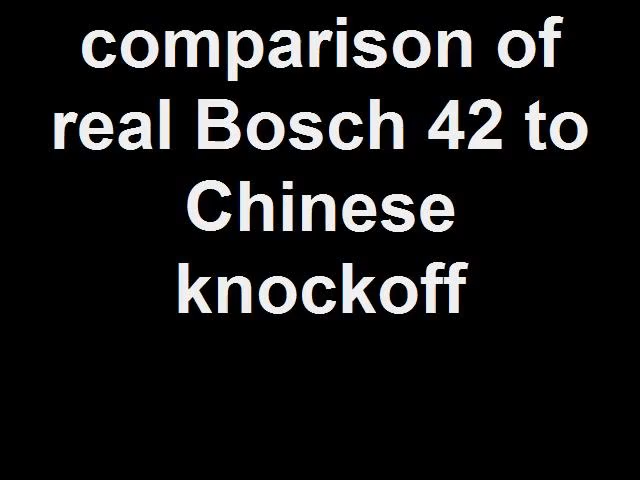 comparison of
real Bosch 42 to
Chinese
knockoff